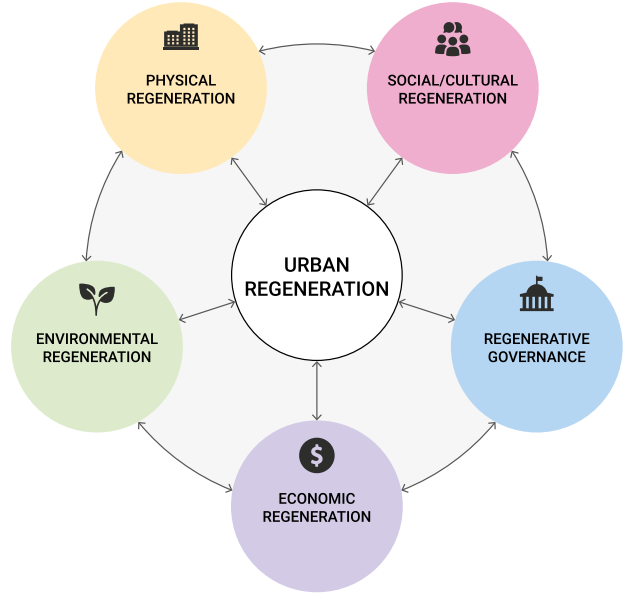 PHYSICAL
REGENERATION
SOCIAL/CULTURAL
REGENERATION
URBAN
REGENERATION
ENVIRONMENTAL
REGENERATION
REGENERATIVE
GOVERNANCE
$
ECONOMIC
REGENERATION